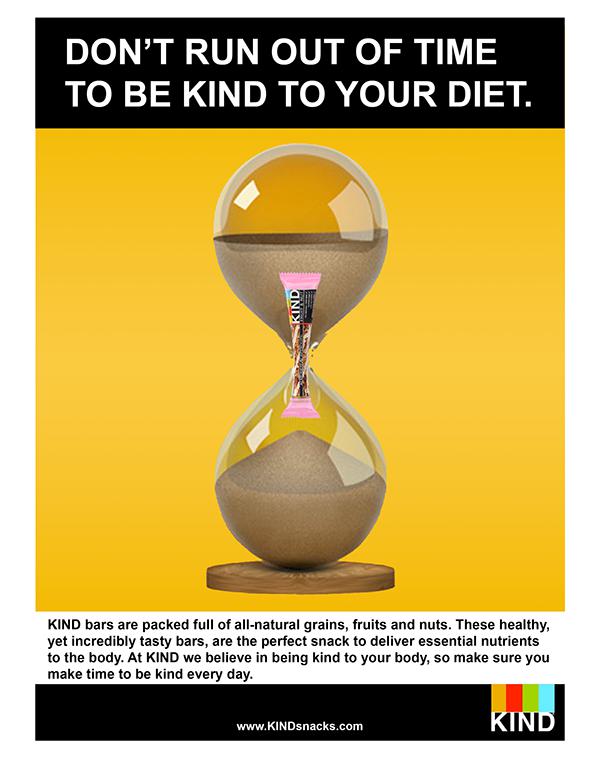 DON’T RUN OUT OF TIME
TO BE KIND TO YOUR DIET.
KIND
KIND bars are packed full of all-natural grains, fruits and nuts. These healthy,
yet incredibly tasty bars, are the perfect snack to deliver essential nutrients
to the body. At KIND we believe in being kind to your body, so make sure you
make time to be kind every day.
www.KINDsnacks.com
KIND